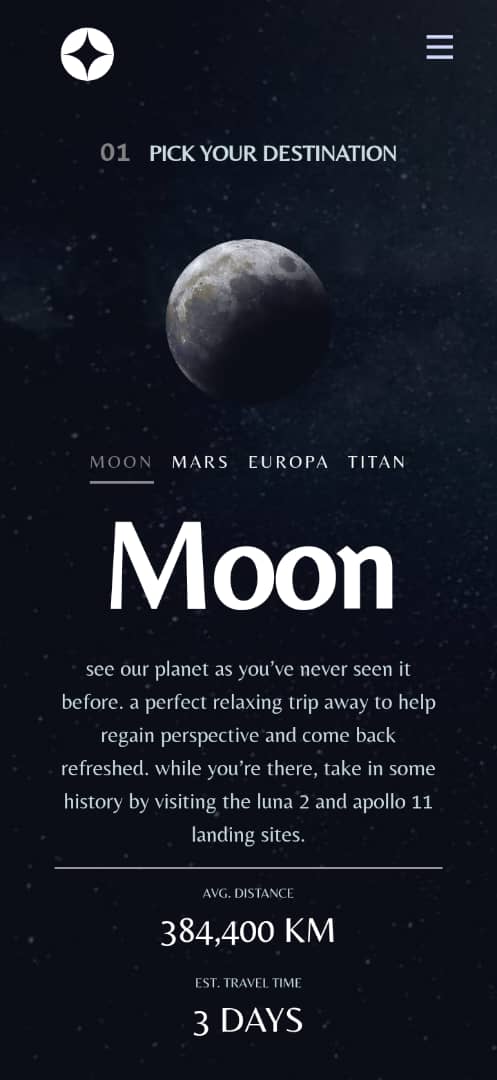 01 PICK YOUR DESTINATION
MOON MARS EUROPA TITAN
Moon
see our planet as you’ve never seen it
before. a perfect relaxing trip away to help
regain perspective and come back
refreshed. while you’re there, take in some
history by visiting the luna 2 and apollo 11
landing sites.
AVG. DISTANCE
384,400 KM
EST. TRAVEL TIME
3 DAYS